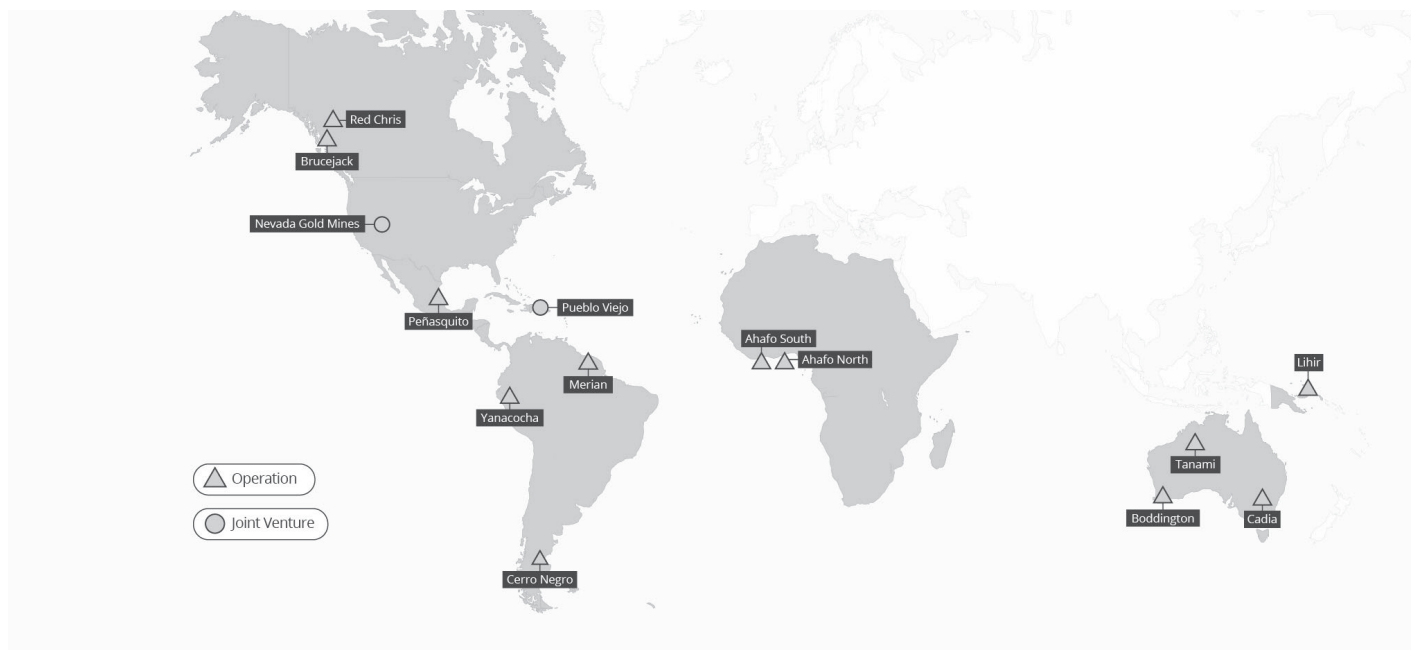 Red Chris
Brucejack
Nevada Gold Mines
Peñasquito
Pueblo Viejo
Ahafo South
Ahafo North
Lihir
Merian
Yanacocha
Tanami
Operation
Boddington
Cadia
Joint Venture
Cerro Negro